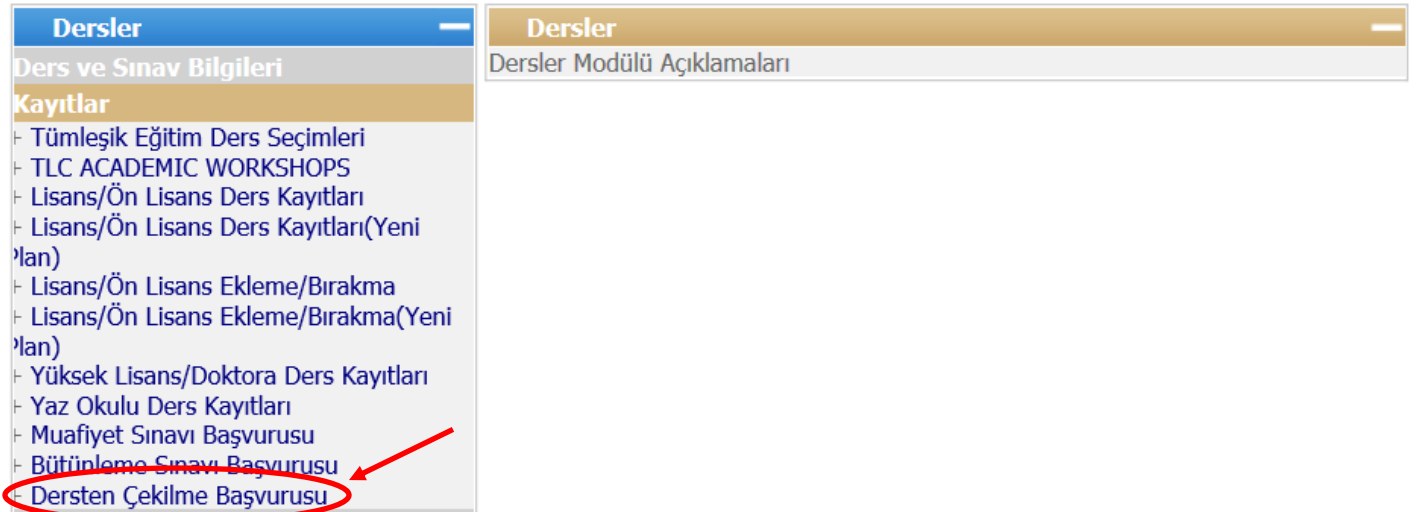 Dersler
Ders ve Sınav Bilgileri
Kayıtlar
Tümleşik Eğitim Ders Seçimleri
TLC ACADEMIC WORKSHOPS
Lisans/Ön Lisans Ders Kayıtları
Lisans/Ön Lisans Ders Kayıtları(Yeni
Plan)
Lisans/Ön Lisans Ekleme/Bırakma
Lisans/Ön Lisans Ekleme/Bırakma(Yeni
Plan)
Yüksek Lisans/Doktora Ders Kayıtları
Yaz Okulu Ders Kayıtları
Muafiyet Sınavı Başvurusu
Bütünleme Sınavı Başvurusu
Dersten Çekilme Başvurusu
Dersler
Dersler Modülü Açıklamaları